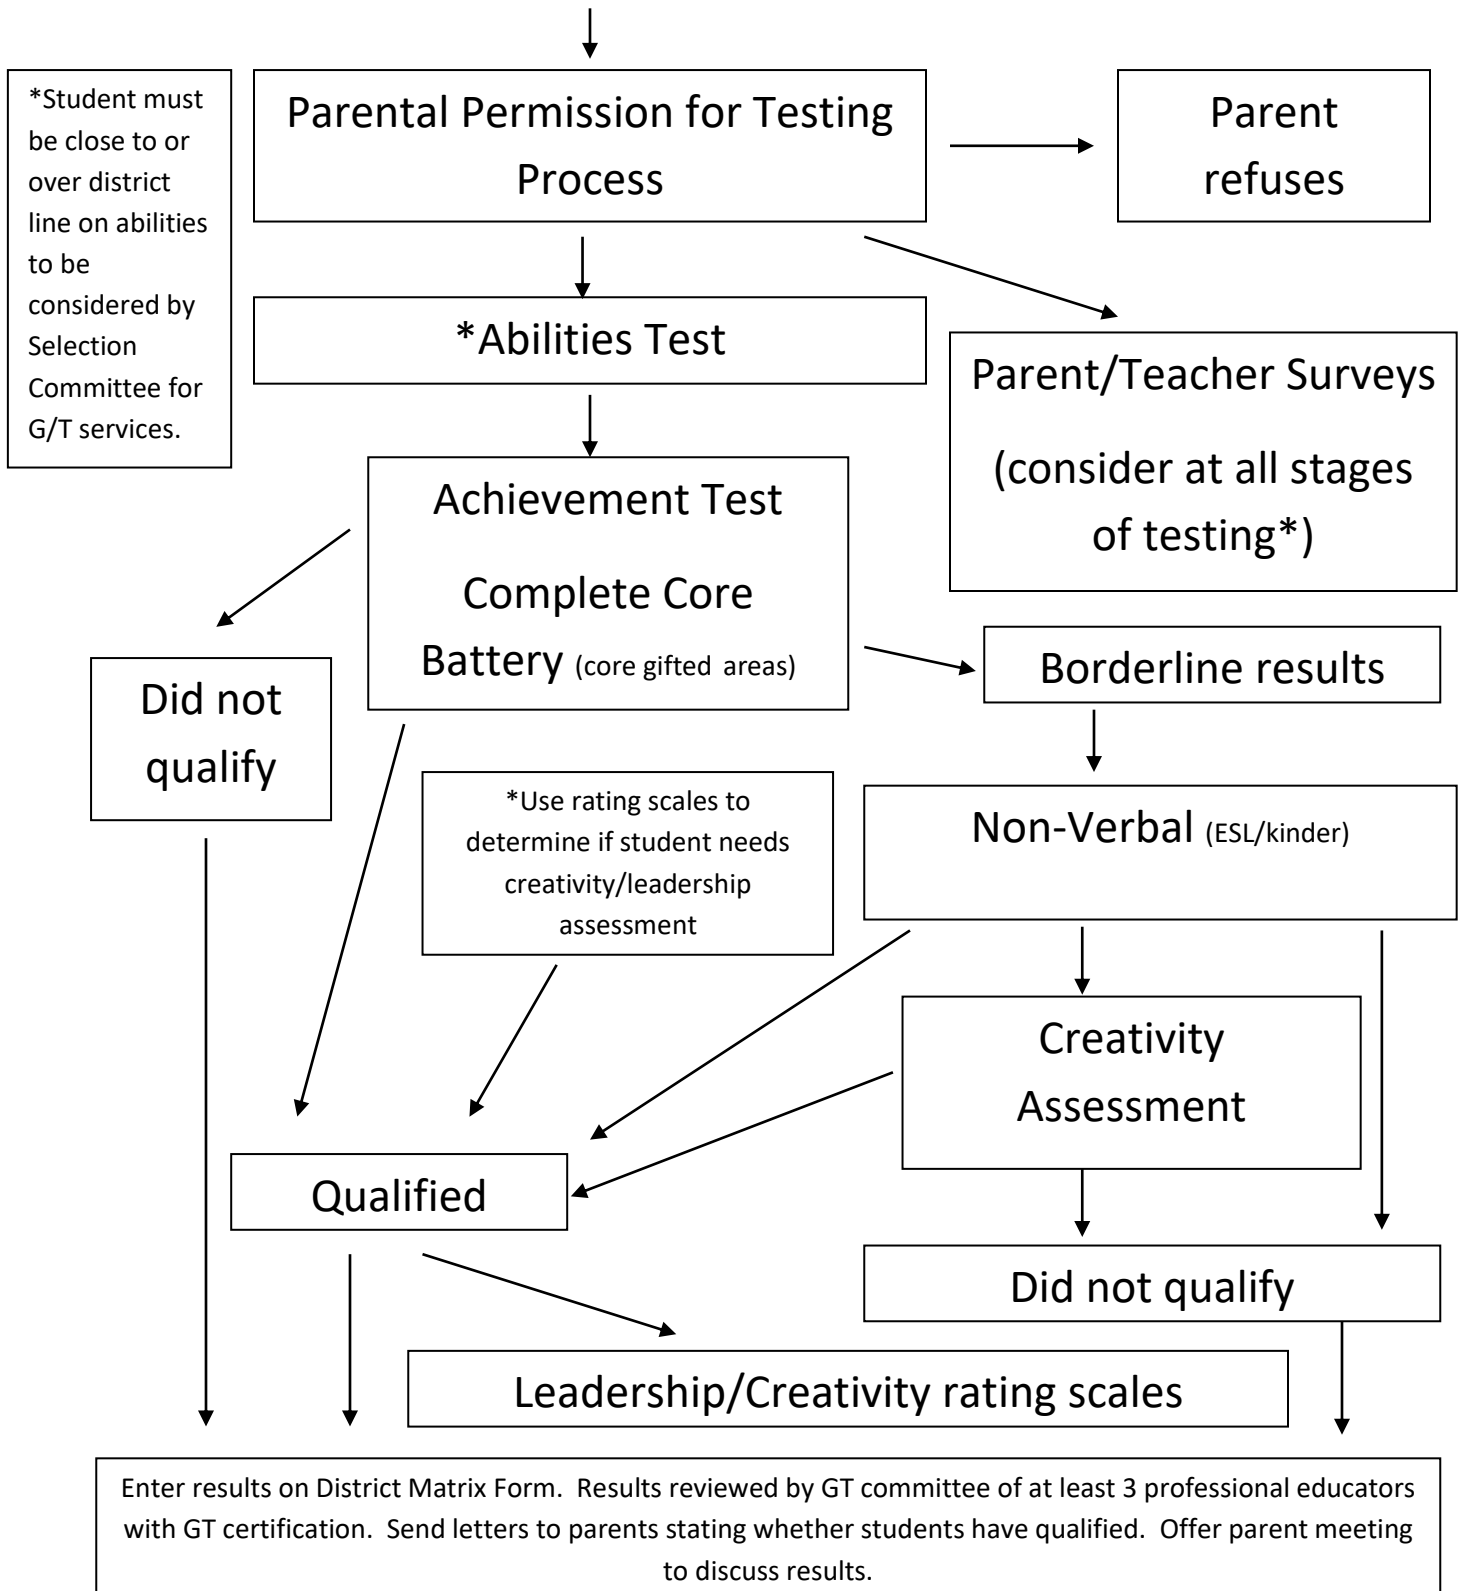 *Student must
be close to or
over district
line on abilities
to be
considered by
Selection
Committee for
G/T services.
Parental Permission for Testing
Process
Parent
refuses
*Abilities Test
Parent/Teacher Surveys
(consider at all stages
of testing*)
Achievement Test
Complete Core
Battery (core gifted areas)
Borderline results
Did not
qualify
*Use rating scales to
determine if student needs
creativity/leadership
assessment
Non-Verbal (ESL/kinder)
Creativity
Assessment
Qualified
Did not qualify
Leadership/Creativity rating scales
Enter results on District Matrix Form. Results reviewed by GT committee of at least 3 professional educators
with GT certification. Send letters to parents stating whether students have qualified. Offer parent meeting
to discuss results.